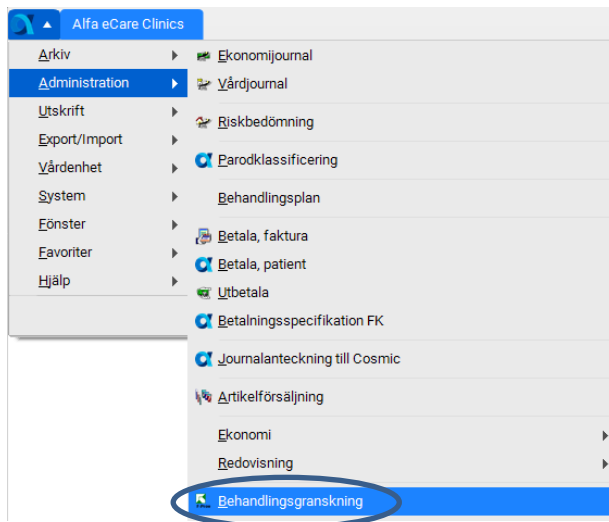 Alfa eCare Clinics
Arkiv
Administration
Utskrift
Export/Import
Vårdenhet
System
Fönster
Favoriter
Hjälp
Ekonomijournal
Vårdjournal
Riskbedömning
Parodklassificering
Behandlingsplan
Betala, faktura
Betala, patient
Utbetala
Betalningsspecifikation FK
Journalanteckning till Cosmic
Artikelförsäljning
Ekonomi
Redovisning
Behandlingsgranskning